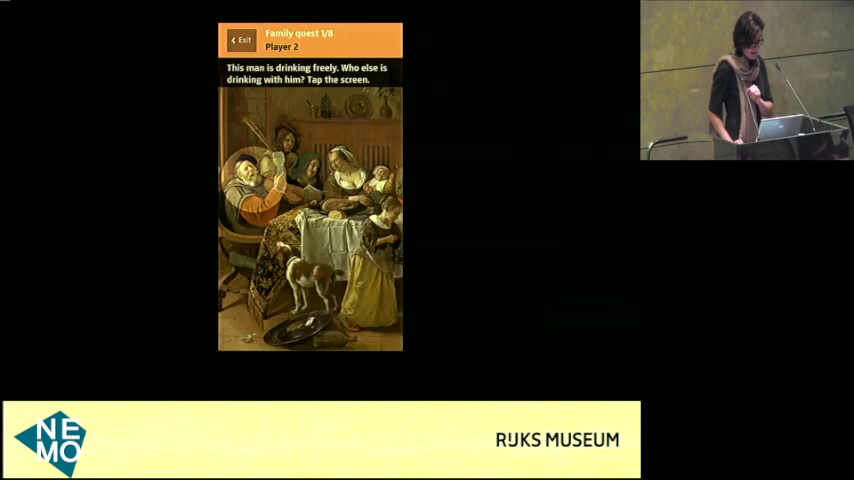 Exit
Family quest 1/8
Player 2
This man is drinking freely. Who else is
drinking with him? Tap the screen.
NE
MO
RIJKS MUSEUM